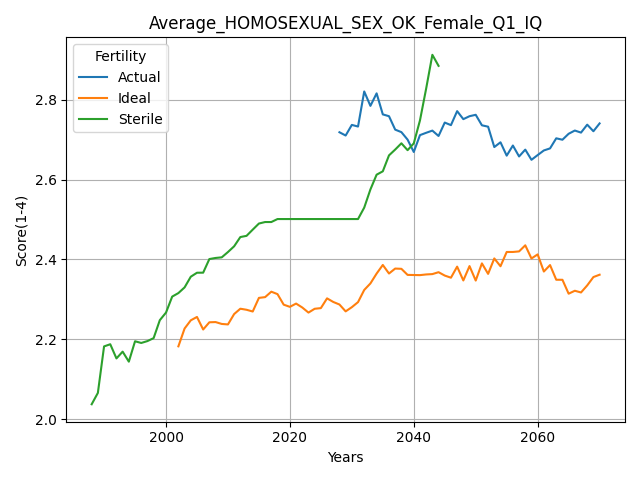 Average_HOMOSEXUAL_SEX_OK_Female_Q1_IQ
Fertility
Actual
Ideal
Sterile
Score(1-4)
2.8
2.6
2.4
2.2
2.0
2000
2020
2040
2060
Years